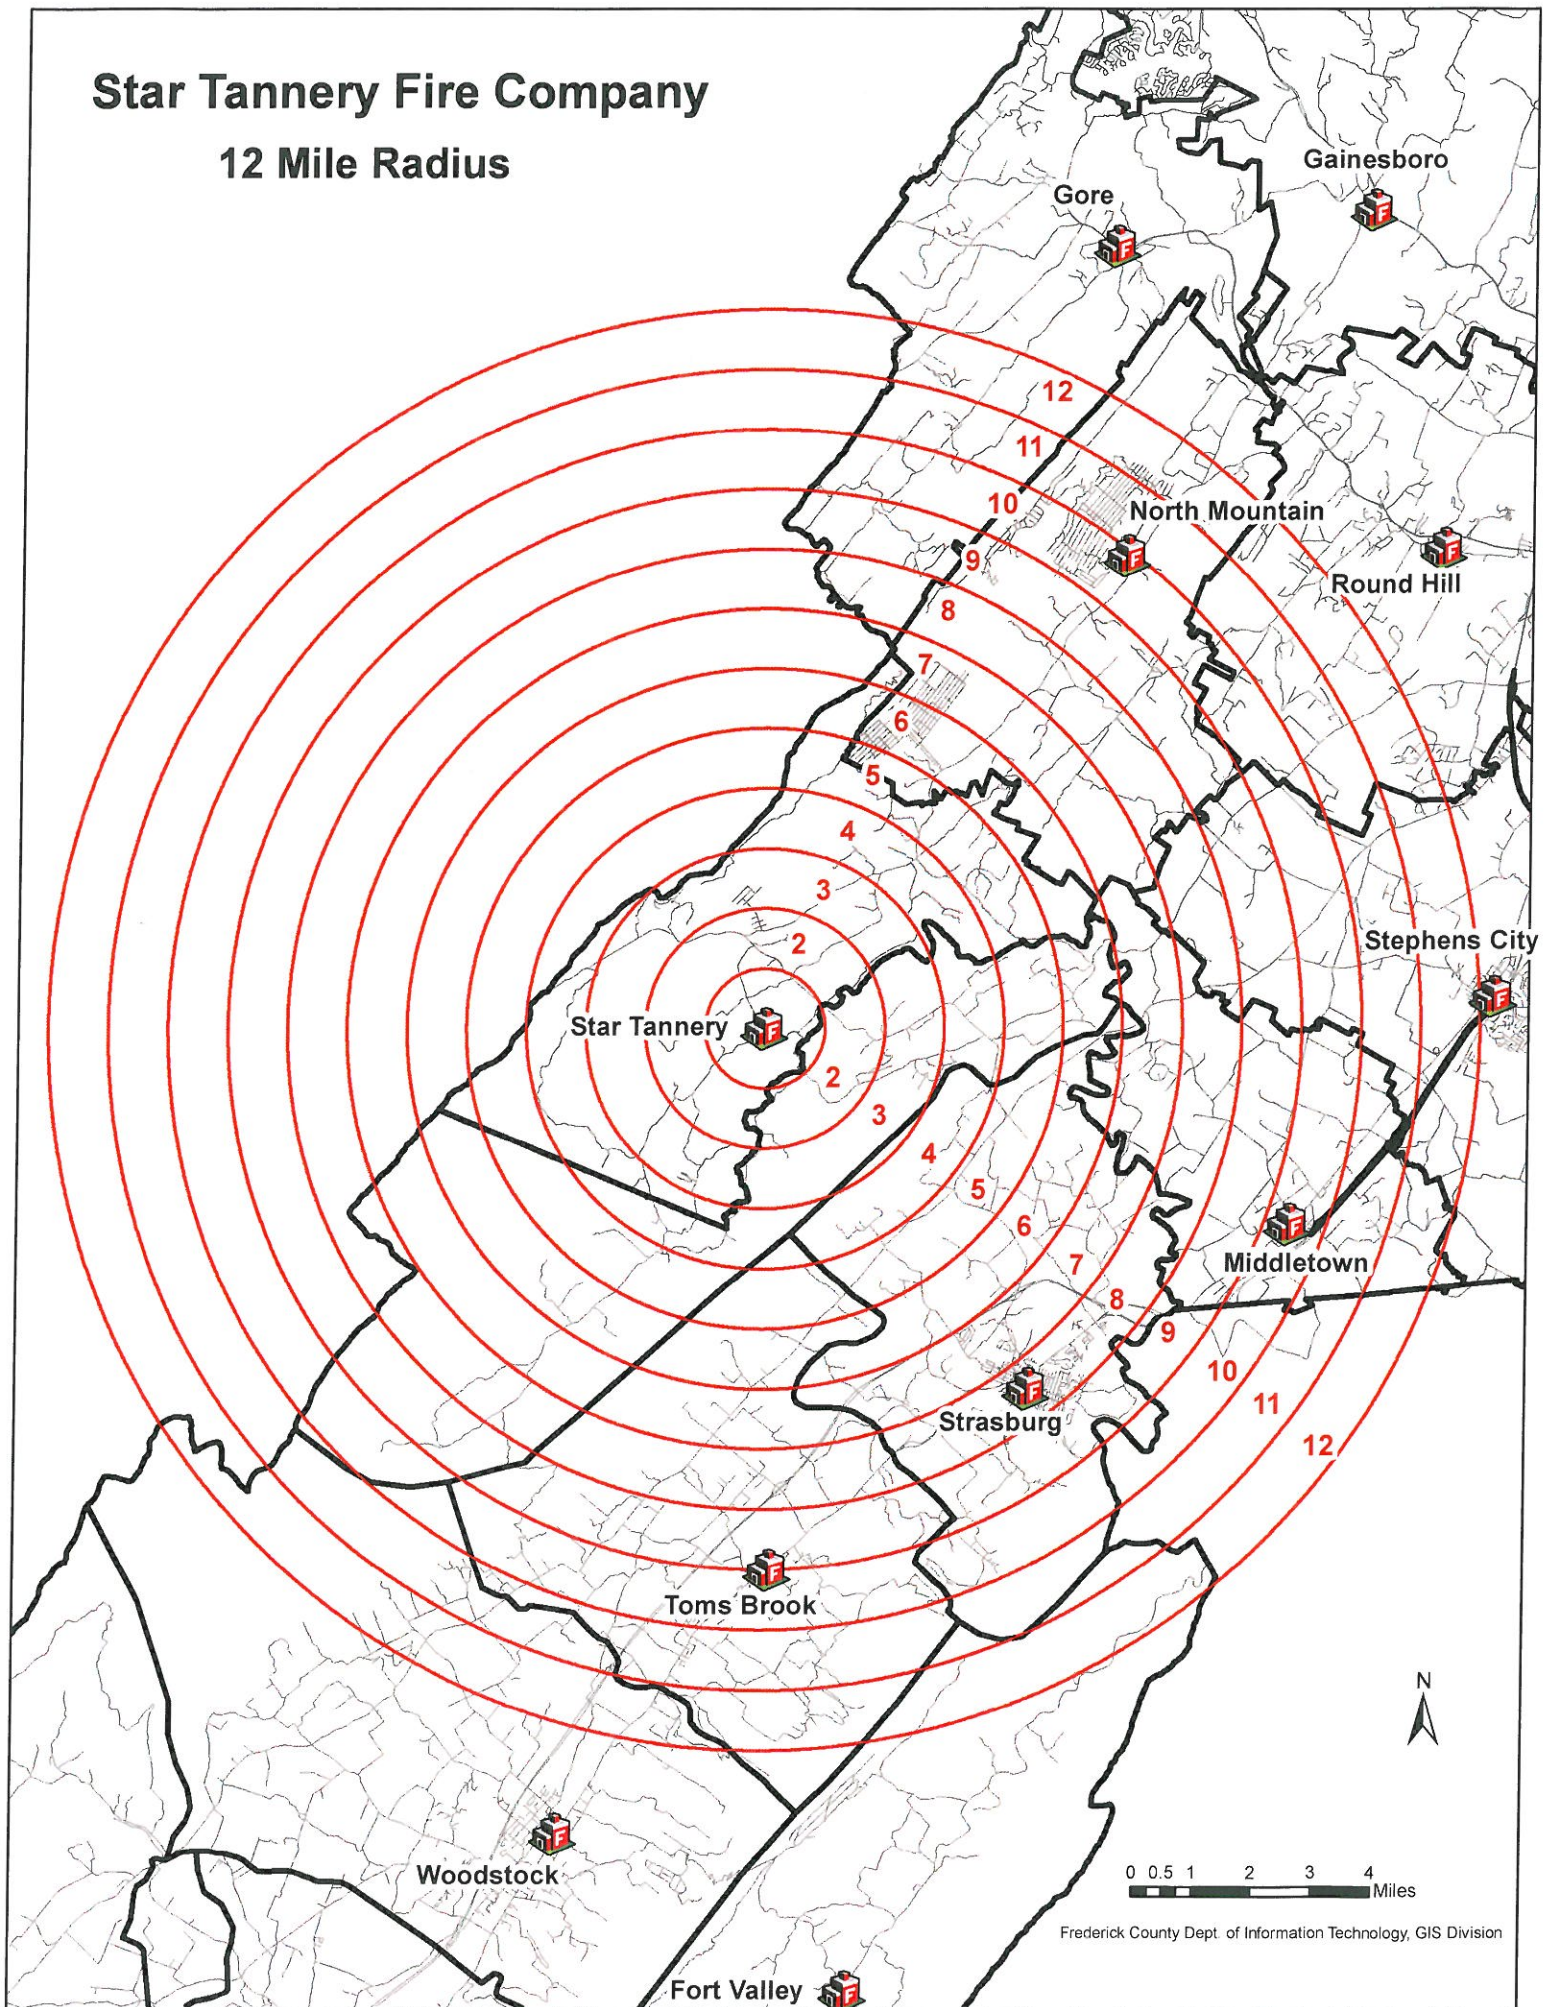 Star Tannery Fire Company
12 Mile Radius
Gainesboro
Gore
12
11
10
North Mountain
9
Round Hill
8
7
6
5
4
3
2
Stephens City
Star Tannery
2
3
4
5
6
7
Middletown
8
9
10
11
Strasburg
12
Toms Brook
N
Woodstock
0 0.5 1 2 3 4
Miles
Frederick County Dept. of Information Technology, GIS Division
Fort Valley
F
F
F
F
F
F
F
F
F
F
F